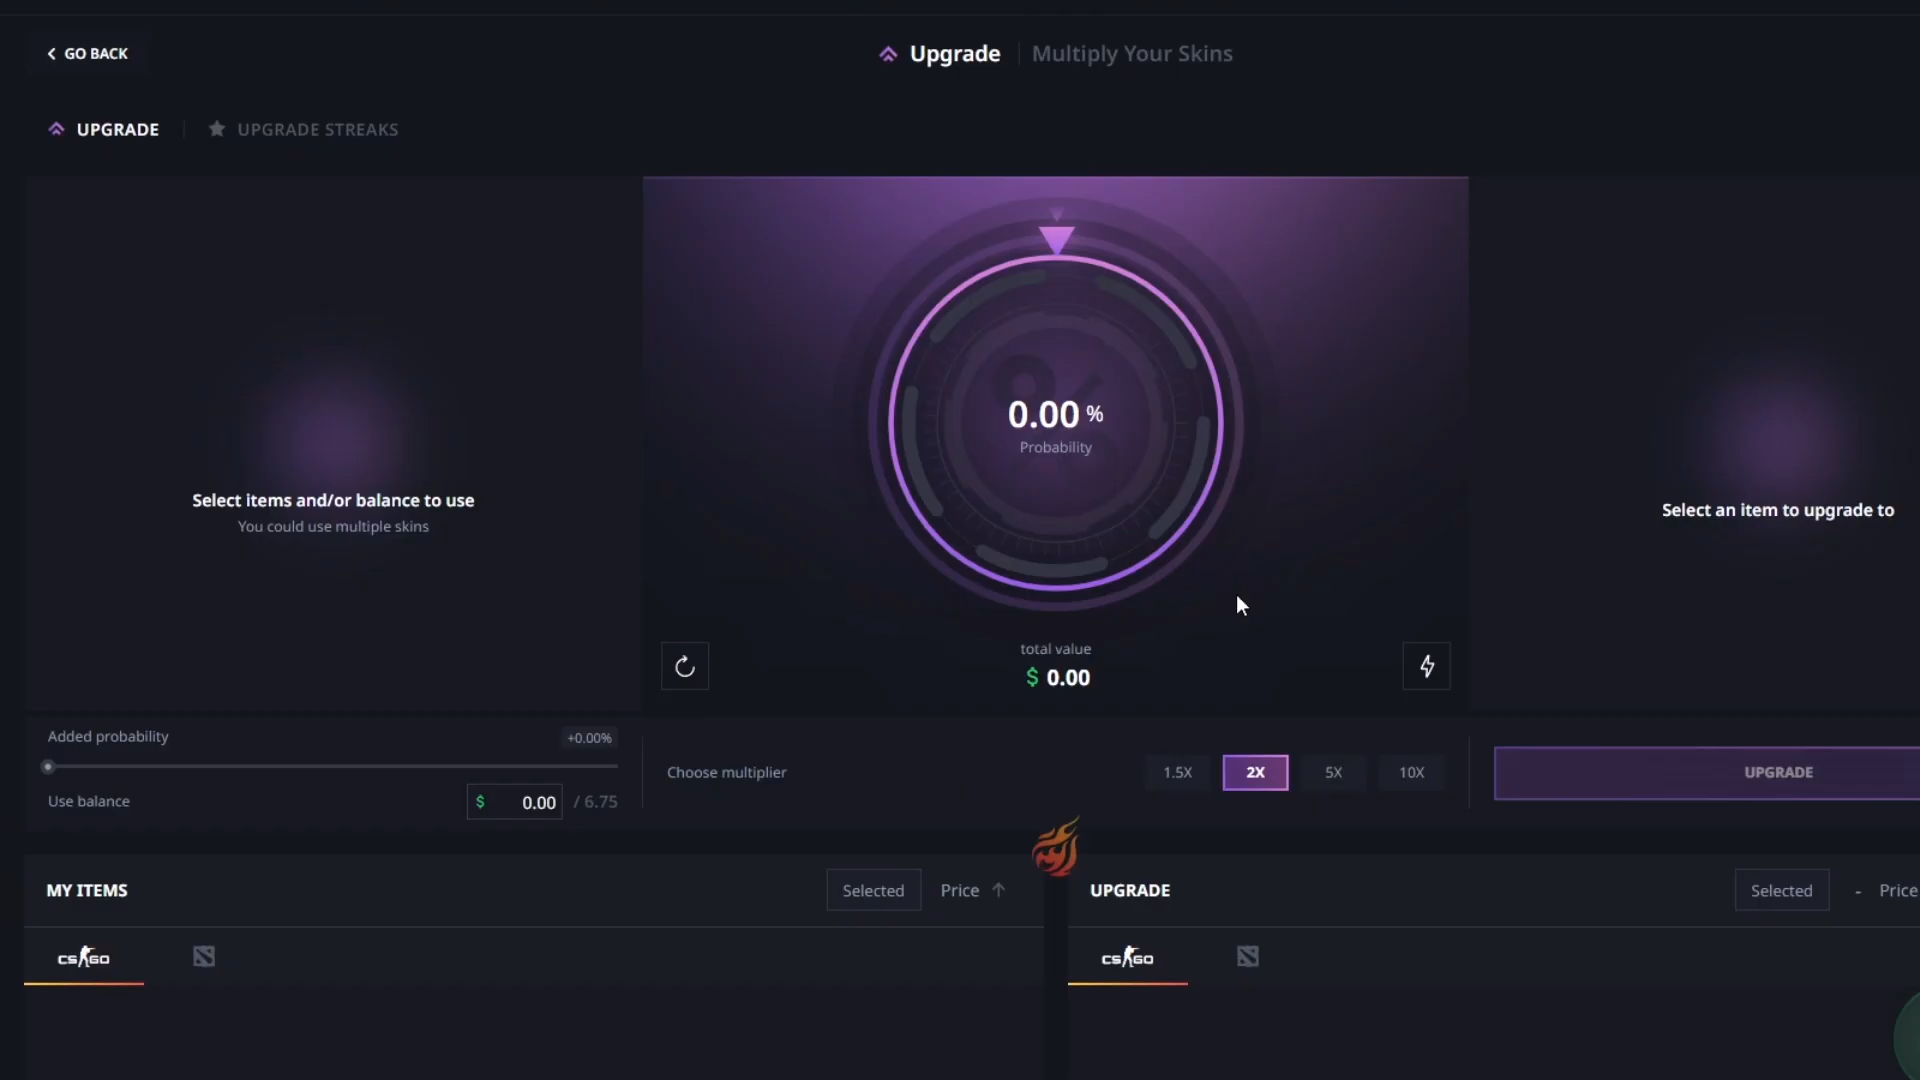 GO BACK
Upgrade
Multiply Your Skins
UPGRADE
UPGRADE STREAKS
Select items and/or balance to use
You could use multiple skins
%
0.00 %
Probability
total value
$ 0.00
Select an item to upgrade to
Added probability
+0.00%
Use balance
$ 0.00 / 6.75
Choose multiplier
1.5X
2X
5X
10X
UPGRADE
MY ITEMS
Selected
Price
UPGRADE
Selected
- Price
CS GO
CS GO